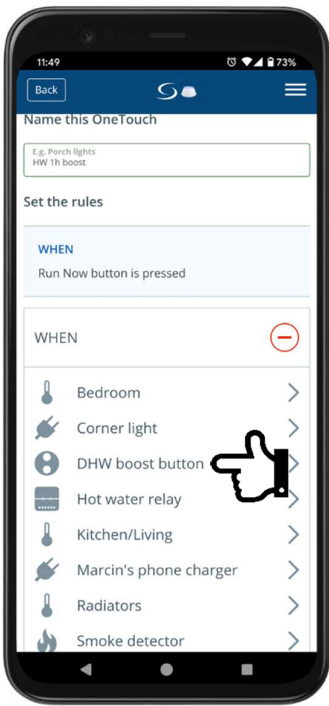 11:49
73%
Back
Name this OneTouch
E.g. Porch lights
HW 1h boost
Set the rules
WHEN
Run Now button is pressed
WHEN
Bedroom
Corner light
DHW boost button
Hot water relay
Kitchen/Living
Marcin's phone charger
Radiators
Smoke detector